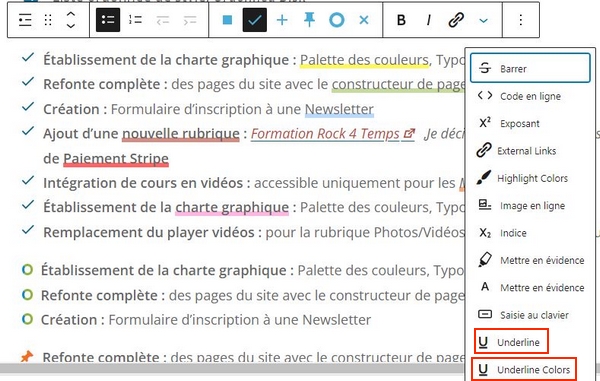 B I
Établissement de la charte graphique : Palette des couleurs, Typo
Refonte complète : des pages du site avec le constructeur de page
Création : Formulaire d’inscription à une Newsletter
Ajout d’une nouvelle rubrique : Formation Rock 4 Temps Je déci
de Paiement Stripe
Intégration de cours en vidéos : accessible uniquement pour les
Établissement de la charte graphique : Palette des couleurs, Typo
Remplacement du player vidéos : pour la rubrique Photos/Vidéos
Établissement de la charte graphique : Palette des couleurs, Typo
Refonte complète : des pages du site avec le constructeur de page
Création : Formulaire d’inscription à une Newsletter
Refonte complète : des pages du site avec le constructeur de page
Barrer
Code en ligne
X² Exposant
External Links
Highlight Colors
Image en ligne
X₂ Indice
Mettre en évidence
A Mettre en évidence
Saisie au clavier
U Underline
U Underline Colors